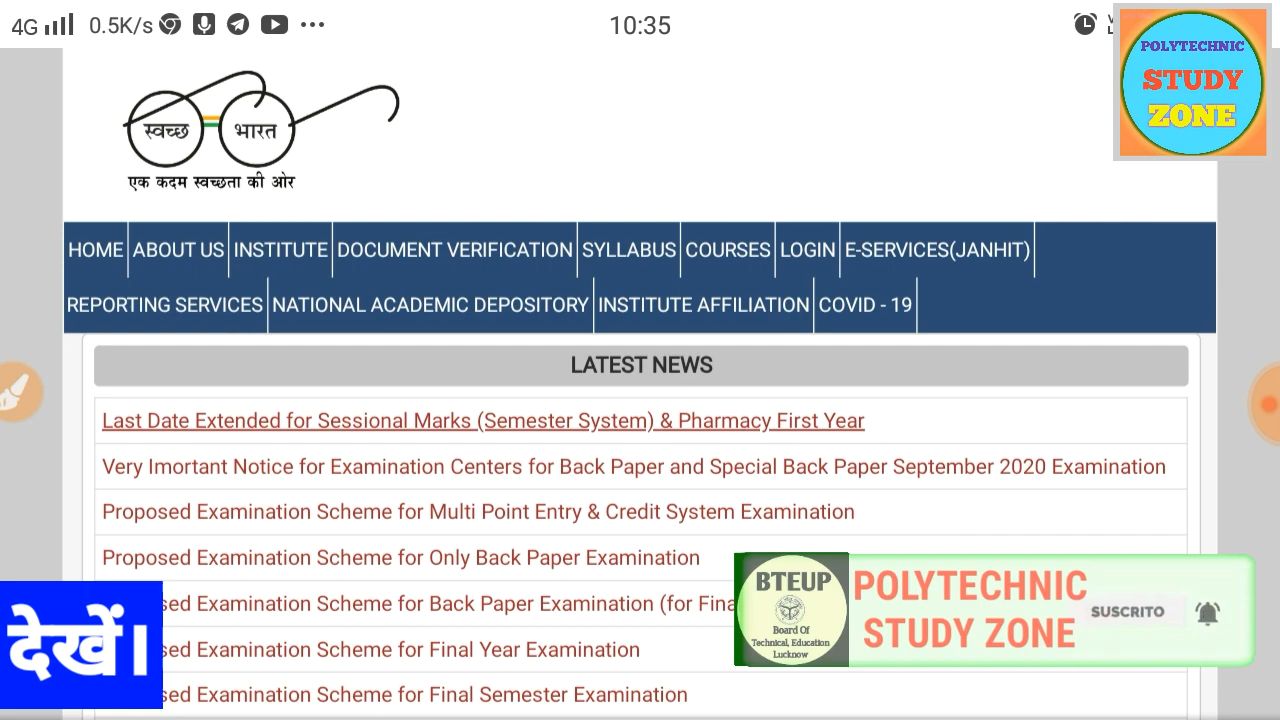 4G 0.5K/s 10:35
POLYTECHNIC
STUDY
ZONE
स्वच्छ भारत
एक कदम स्वच्छता की ओर
HOME ABOUT US INSTITUTE DOCUMENT VERIFICATION SYLLABUS COURSES LOGIN E-SERVICES(JANHIT)
REPORTING SERVICES NATIONAL ACADEMIC DEPOSITORY INSTITUTE AFFILIATION COVID - 19
LATEST NEWS
Last Date Extended for Sessional Marks (Semester System) & Pharmacy First Year
Very Imortant Notice for Examination Centers for Back Paper and Special Back Paper September 2020 Examination
Proposed Examination Scheme for Multi Point Entry & Credit System Examination
Proposed Examination Scheme for Only Back Paper Examination
sed Examination Scheme for Back Paper Examination (for Fina
sed Examination Scheme for Final Year Examination
sed Examination Scheme for Final Semester Examination
देखें।
BTEUP
Board Of
Technical, Education
Lucknow
POLYTECHNIC
STUDY ZONE
SUSCRITO